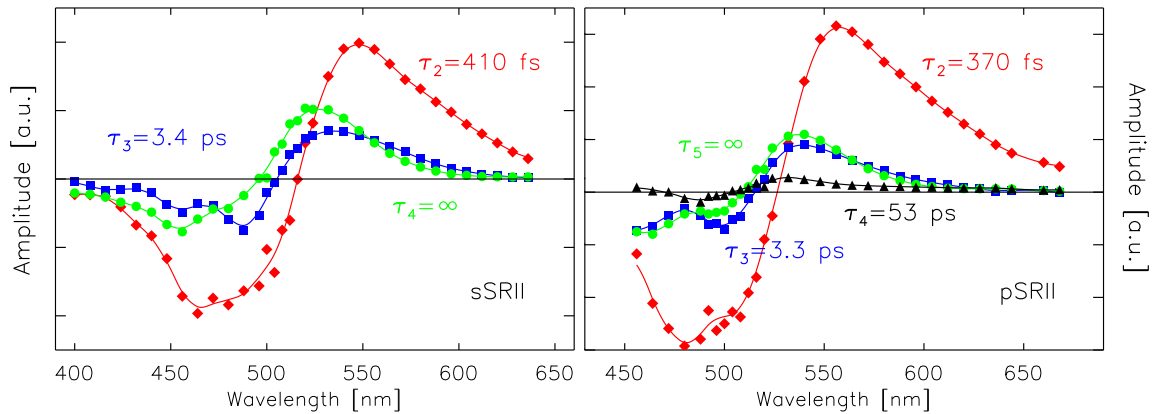 τ2=410 fs
τ3=3.4 ps
τ4=∞
sSRII
Amplitude [a.u.]
400 450 500 550 600 650
Wavelength [nm]
τ2=370 fs
τ5=∞
τ4=53 ps
τ3=3.3 ps
pSRII
Amplitude [a.u.]
450 500 550 600 650
Wavelength [nm]